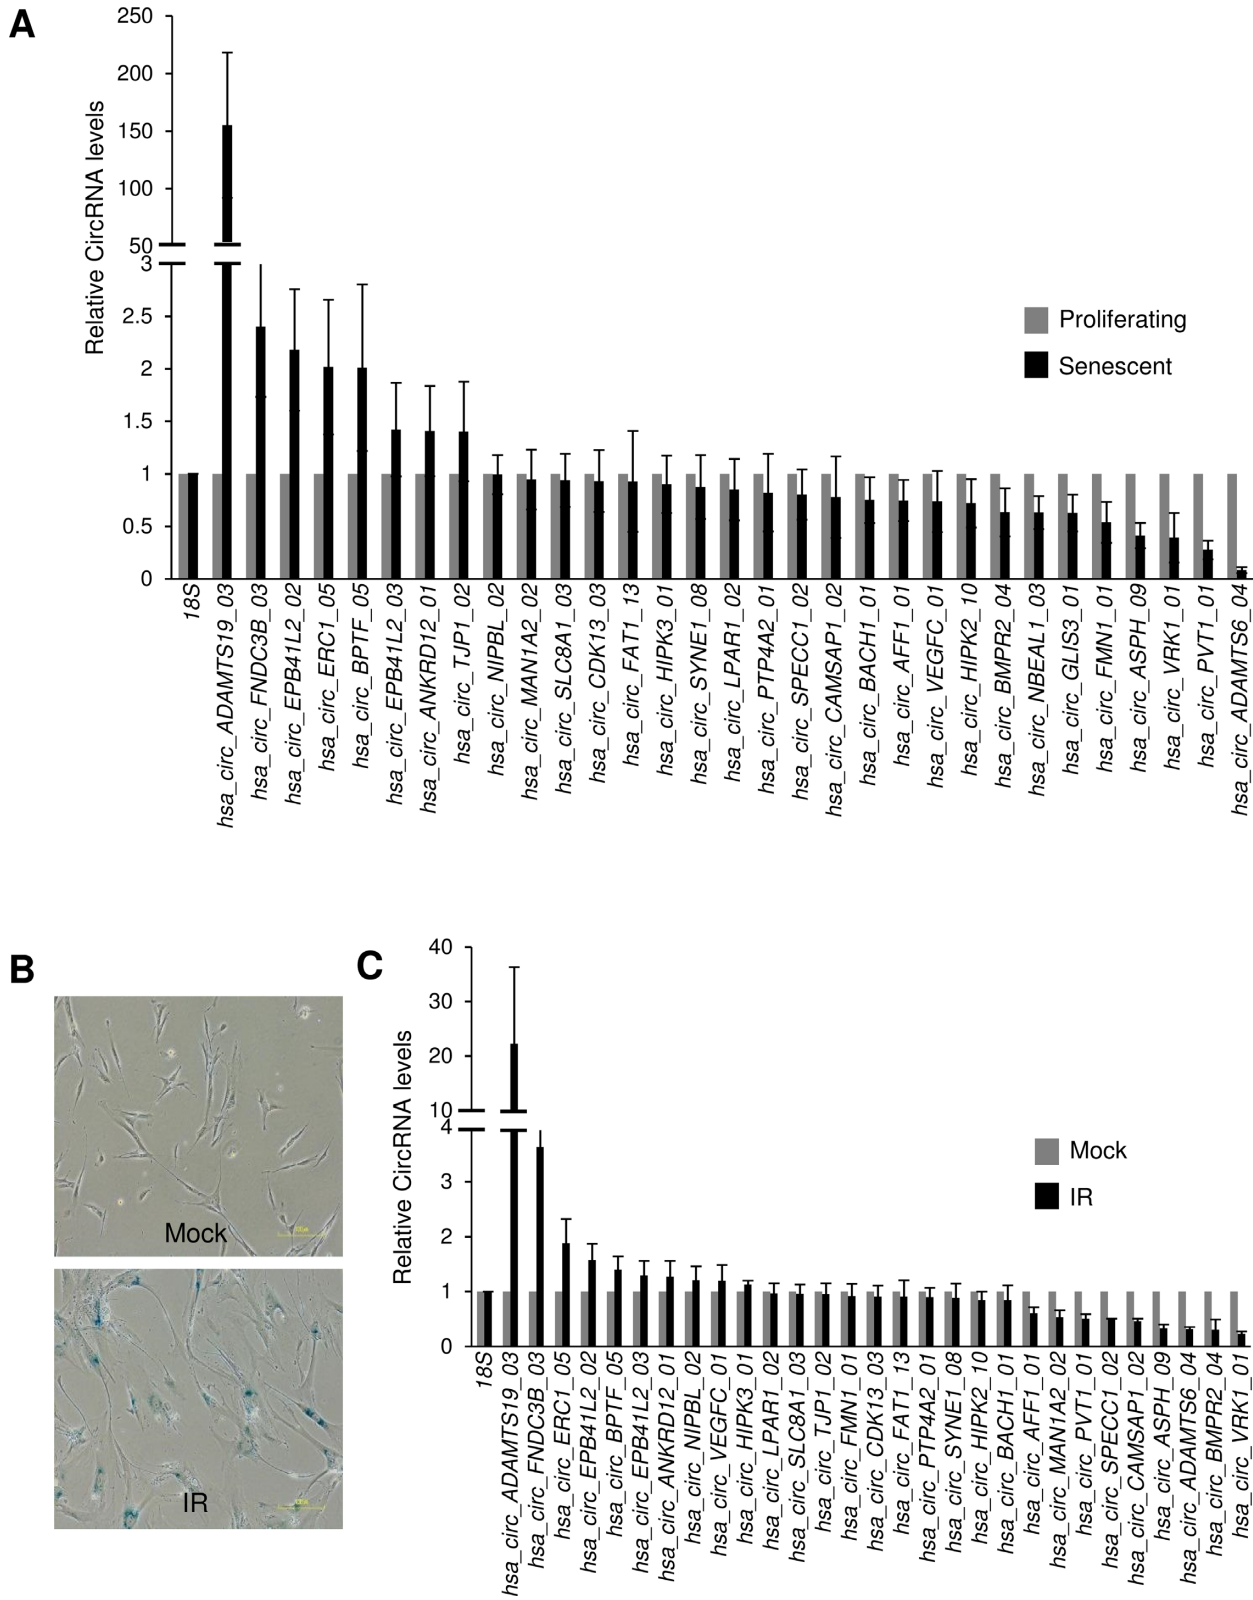 A
250
200
150
100
50
3
2.5
2
1.5
1
0.5
0
Relative CircRNA levels
Proliferating
Senescent
18S
hsa_circ_ADAMTS19_03
hsa_circ_FNDC3B_03
hsa_circ_EPB41L2_02
hsa_circ_ERC1_05
hsa_circ_BPTF_05
hsa_circ_EPB41L2_03
hsa_circ_ANKRD12_01
hsa_circ_TJP1_02
hsa_circ_NIPBL_02
hsa_circ_MAN1A2_02
hsa_circ_SLC8A1_03
hsa_circ_CDK13_03
hsa_circ_FAT1_13
hsa_circ_HIPK3_01
hsa_circ_SYNE1_08
hsa_circ_LPAR1_02
hsa_circ_PTP4A2_01
hsa_circ_SPECC1_02
hsa_circ_CAMSAP1_02
hsa_circ_BACH1_01
hsa_circ_AFF1_01
hsa_circ_VEGFC_01
hsa_circ_HIPK2_10
hsa_circ_BMPR2_04
hsa_circ_NBEAL1_03
hsa_circ_GLIS3_01
hsa_circ_FMN1_01
hsa_circ_ASPH_09
hsa_circ_VRK1_01
hsa_circ_PVT1_01
hsa_circ_ADAMTS6_04
B
Mock
IR
C
40
30
20
10
4
3
2
1
0
Relative CircRNA levels
Mock
IR
18S
hsa_circ_ADAMTS19_03
hsa_circ_FNDC3B_03
hsa_circ_ERC1_05
hsa_circ_EPB41L2_02
hsa_circ_BPTF_05
hsa_circ_EPB41L2_03
hsa_circ_ANKRD12_01
hsa_circ_NIPBL_02
hsa_circ_VEGFC_01
hsa_circ_HIPK3_01
hsa_circ_LPAR1_02
hsa_circ_SLC8A1_03
hsa_circ_TJP1_02
hsa_circ_FMN1_01
hsa_circ_CDK13_03
hsa_circ_FAT1_13
hsa_circ_PTP4A2_01
hsa_circ_SYNE1_08
hsa_circ_HIPK2_10
hsa_circ_BACH1_01
hsa_circ_AFF1_01
hsa_circ_MAN1A2_02
hsa_circ_PVT1_01
hsa_circ_SPECC1_02
hsa_circ_CAMSAP1_02
hsa_circ_ASPH_09
hsa_circ_ADAMTS6_04
hsa_circ_BMPR2_04
hsa_circ_VRK1_01